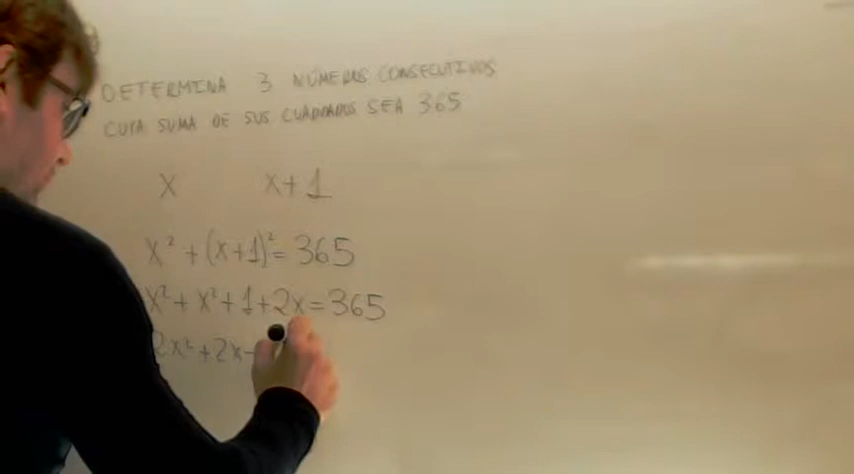 DETERMINA 3 NÚMEROS CONSECUTIVOS
CUYA SUMA DE SUS CUADRADOS SEA 365
x x+1
x² + (x+1)² = 365
x² + x² + 1 + 2x = 365
2x² + 2x -